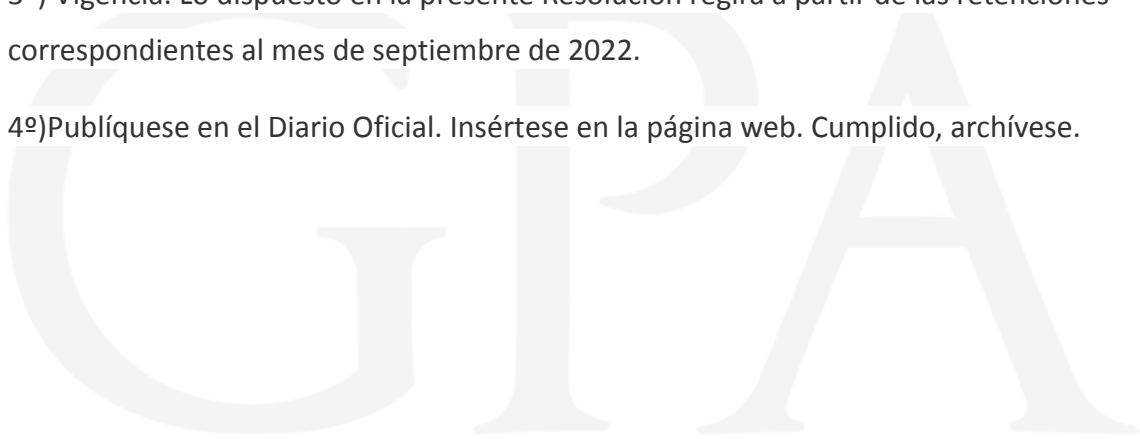 3º) Vigencia. Lo dispuesto en la presente Resolución regirá a partir de las retenciones
correspondientes al mes de septiembre de 2022.
4º)Publíquese en el Diario Oficial. Insértese en la página web. Cumplido, archívese.
GPA